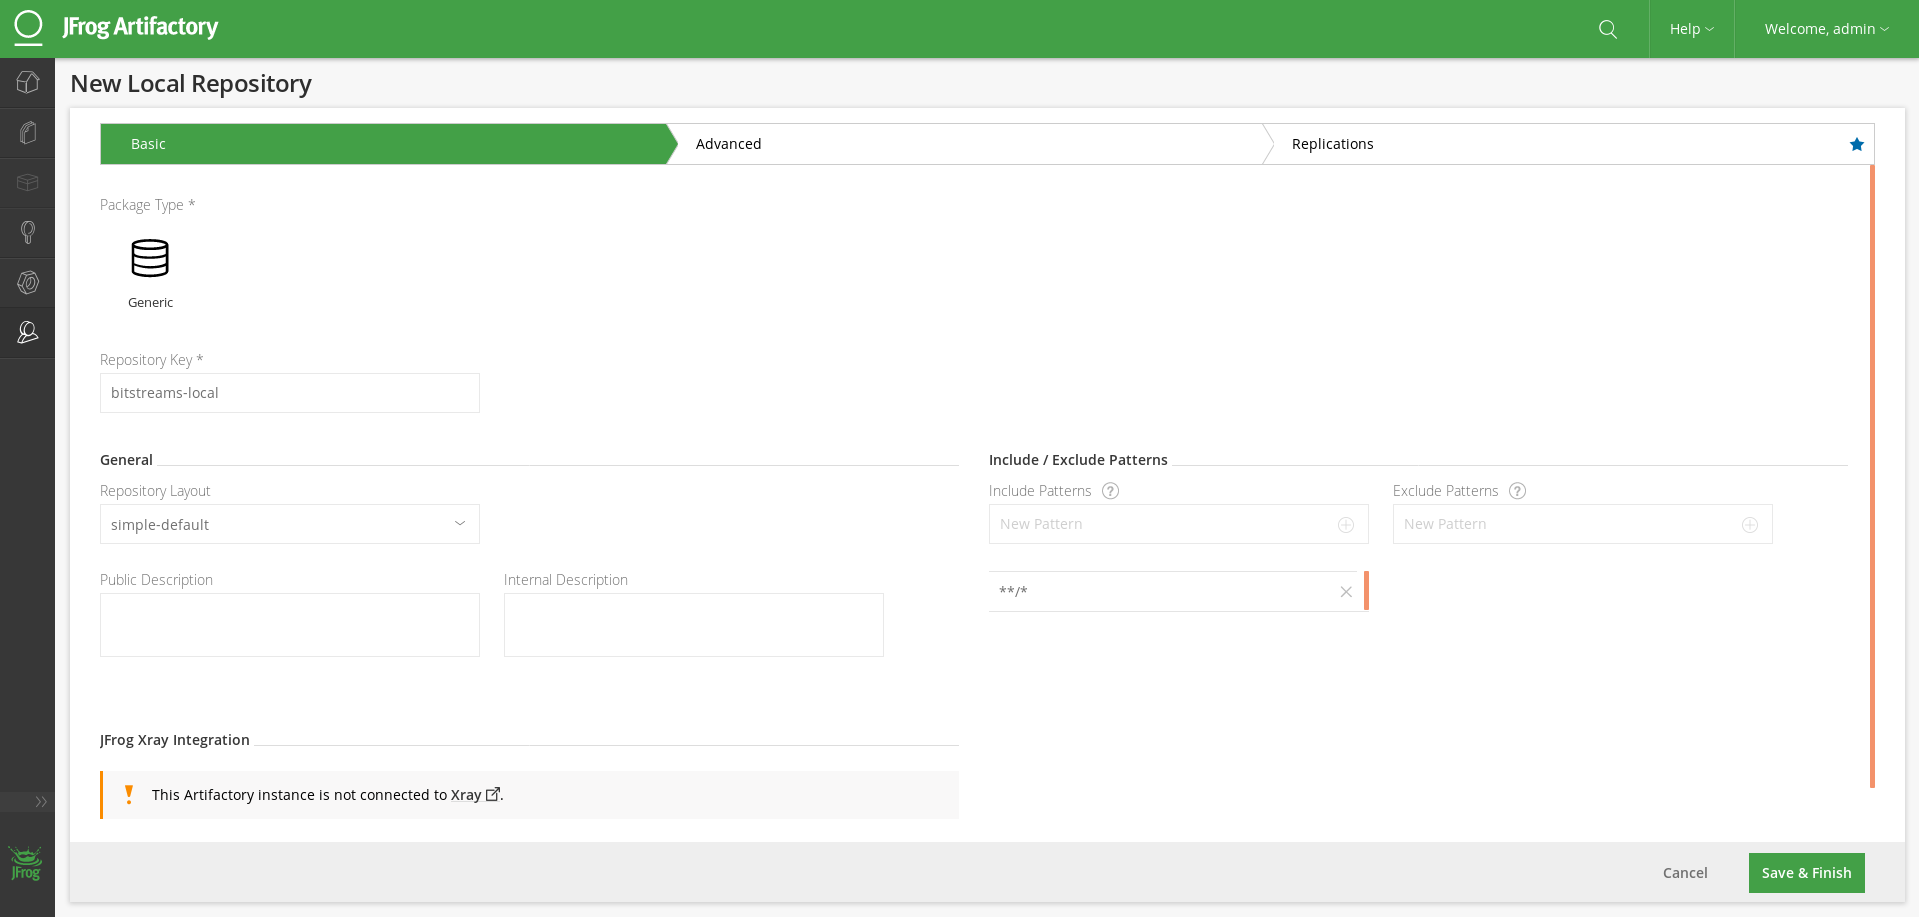 JFrog Artifactory
Help
Welcome, admin
New Local Repository
Basic
Advanced
Replications
Package Type *
Generic
Repository Key *
bitstreams-local
General
Include / Exclude Patterns
Repository Layout
Include Patterns ?
Exclude Patterns ?
simple-default
New Pattern
New Pattern
Public Description
Internal Description
**/*
JFrog Xray Integration
This Artifactory instance is not connected to Xray .
JFrog
Cancel
Save & Finish